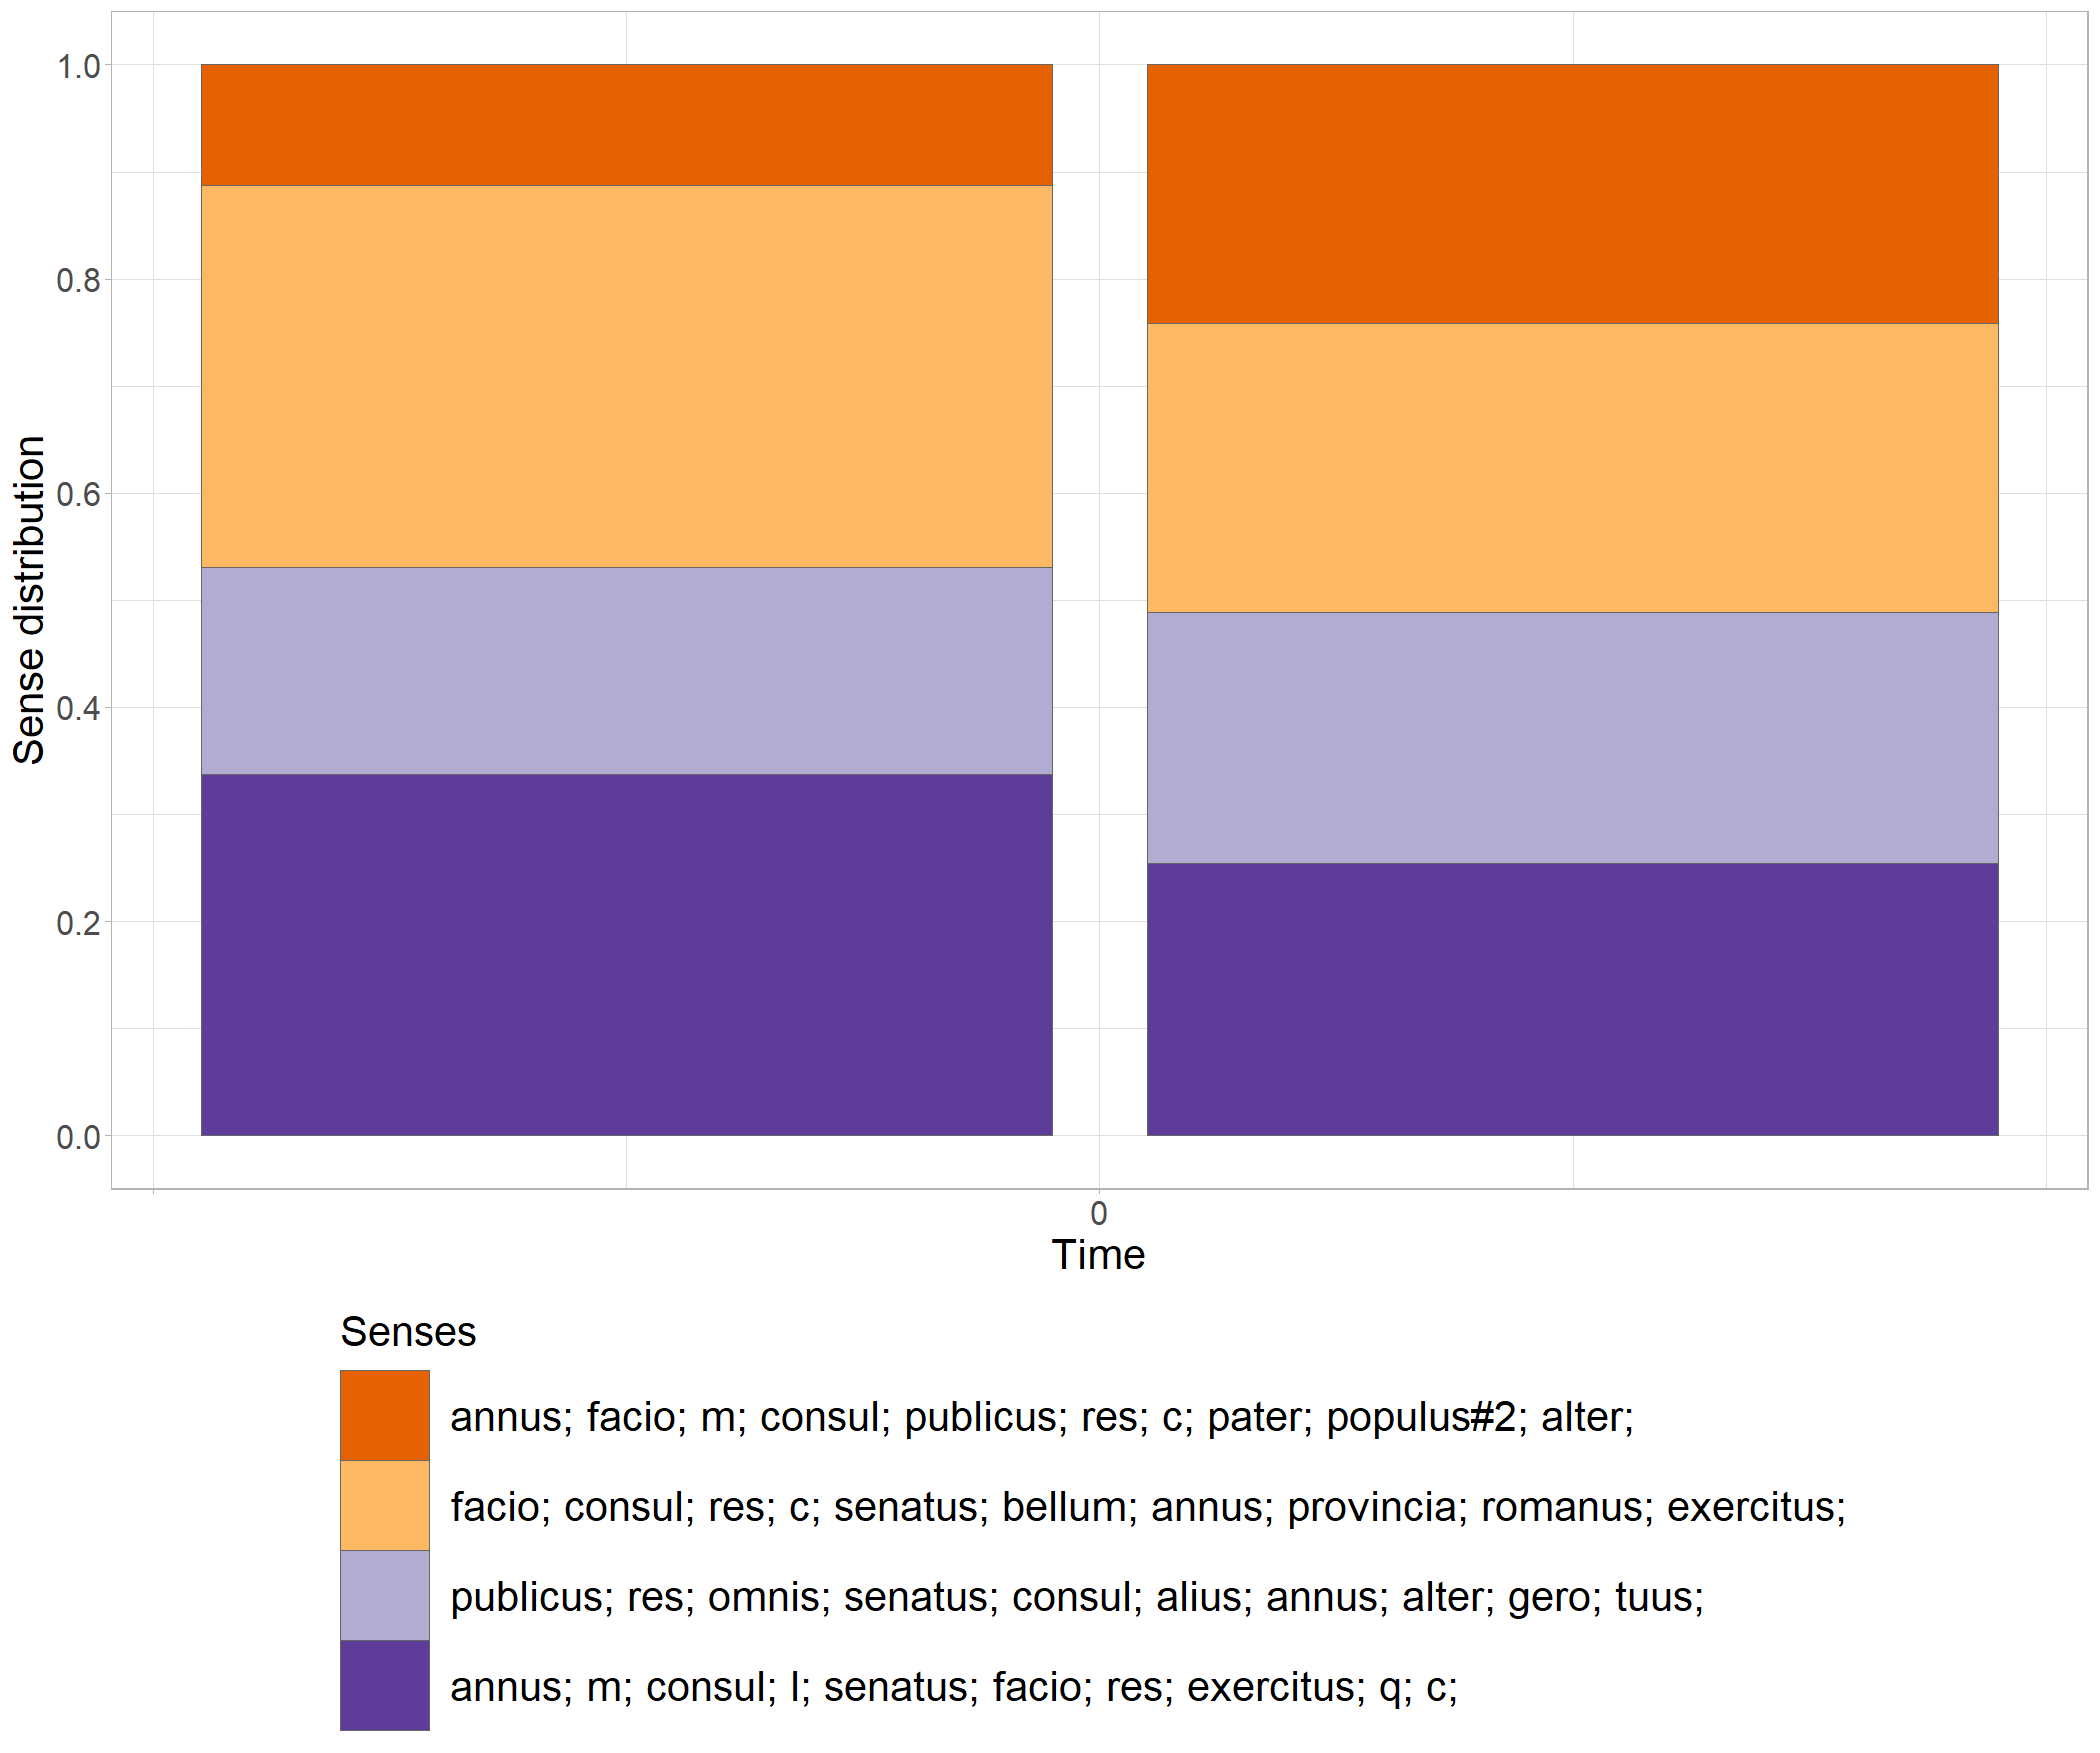 1.0
0.8
0.6
0.4
0.2
0.0
Sense distribution
0
Time
Senses
annus; facio; m; consul; publicus; res; c; pater; populus#2; alter;
facio; consul; res; c; senatus; bellum; annus; provincia; romanus; exercitus;
publicus; res; omnis; senatus; consul; alius; annus; alter; gero; tuus;
annus; m; consul; l; senatus; facio; res; exercitus; q; c;